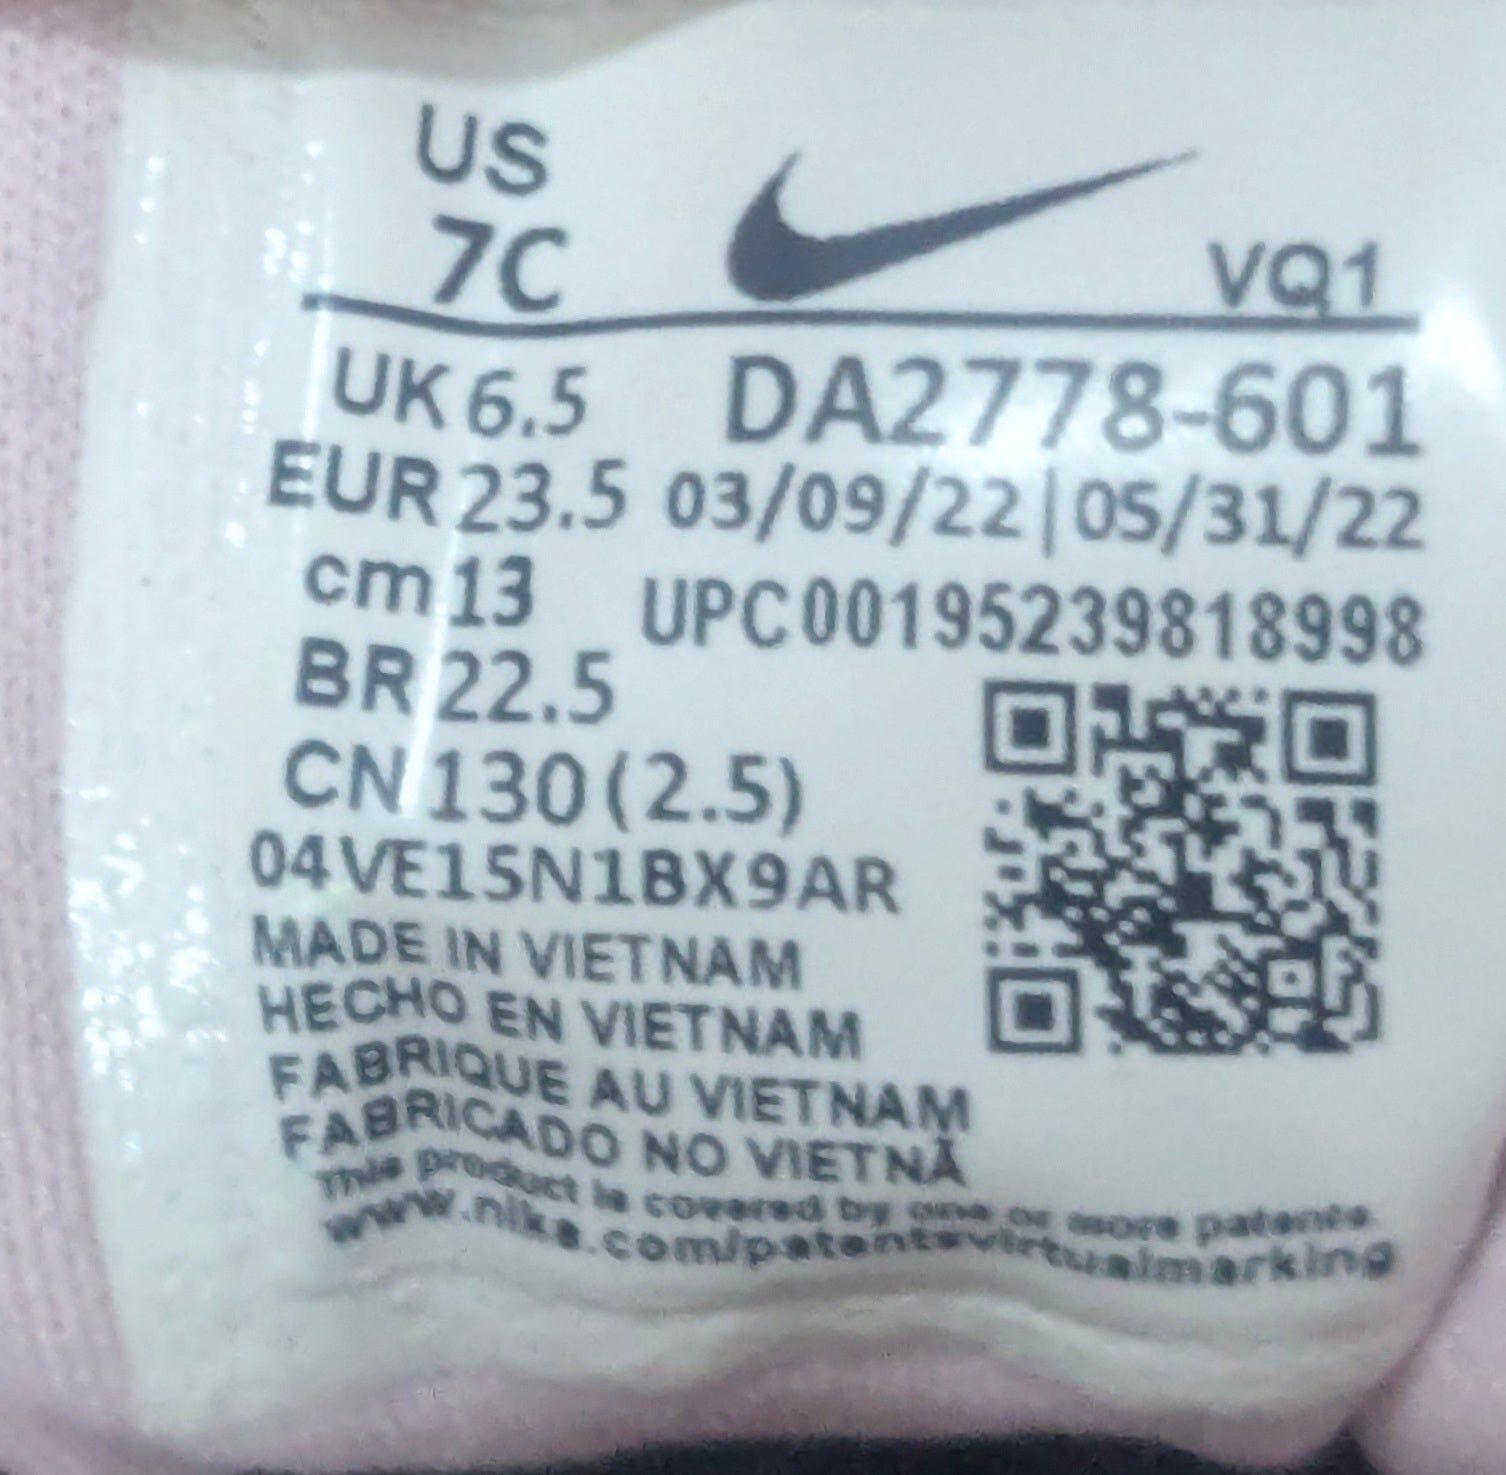 US
7C
VQ1
UK 6.5 DA2778-601
EUR 23.5 03/09/22|05/31/22
cm 13 UPC001952398​18998
BR 22.5
CN 130 (2.5)
04VE15N1BX9AR
MADE IN VIETNAM
HECHO EN VIETNAM
FABRIQUE AU VIETNAM
FABRICADO NO VIETNÃ
This product is covered by one or more patents.
www.nike.com/patentsvirtualmarking